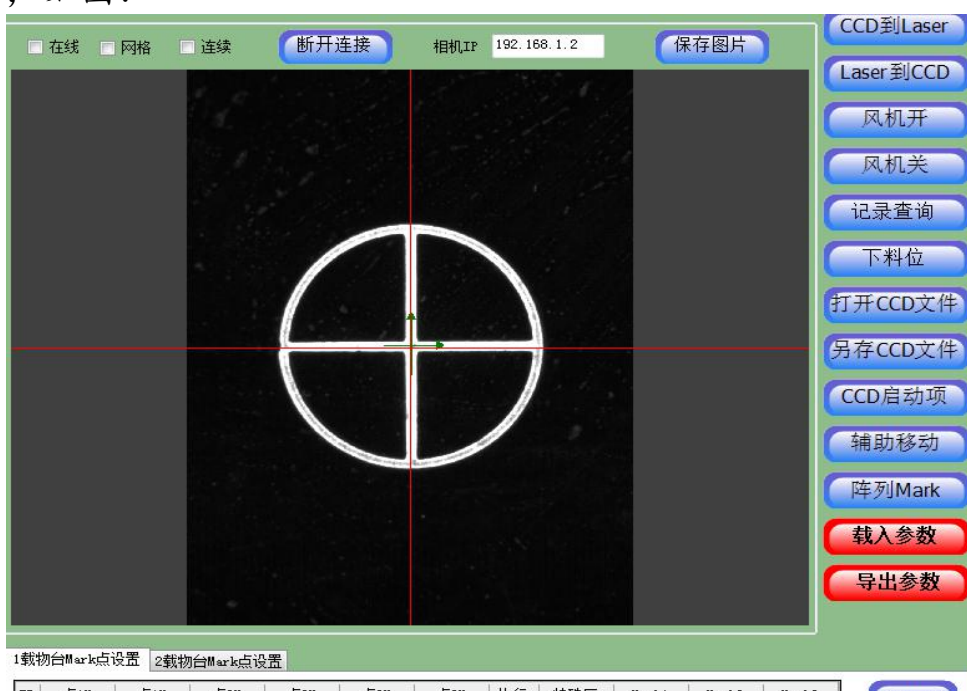 在线 网格 连续 断开连接 相机IP 192.168.1.2 保存图片
CCD到Laser
Laser到CCD
风机开
风机关
记录查询
下料位
打开CCD文件
另存CCD文件
CCD启动项
辅助移动
阵列Mark
载入参数
导出参数
1载物台Mark点设置 2载物台Mark点设置